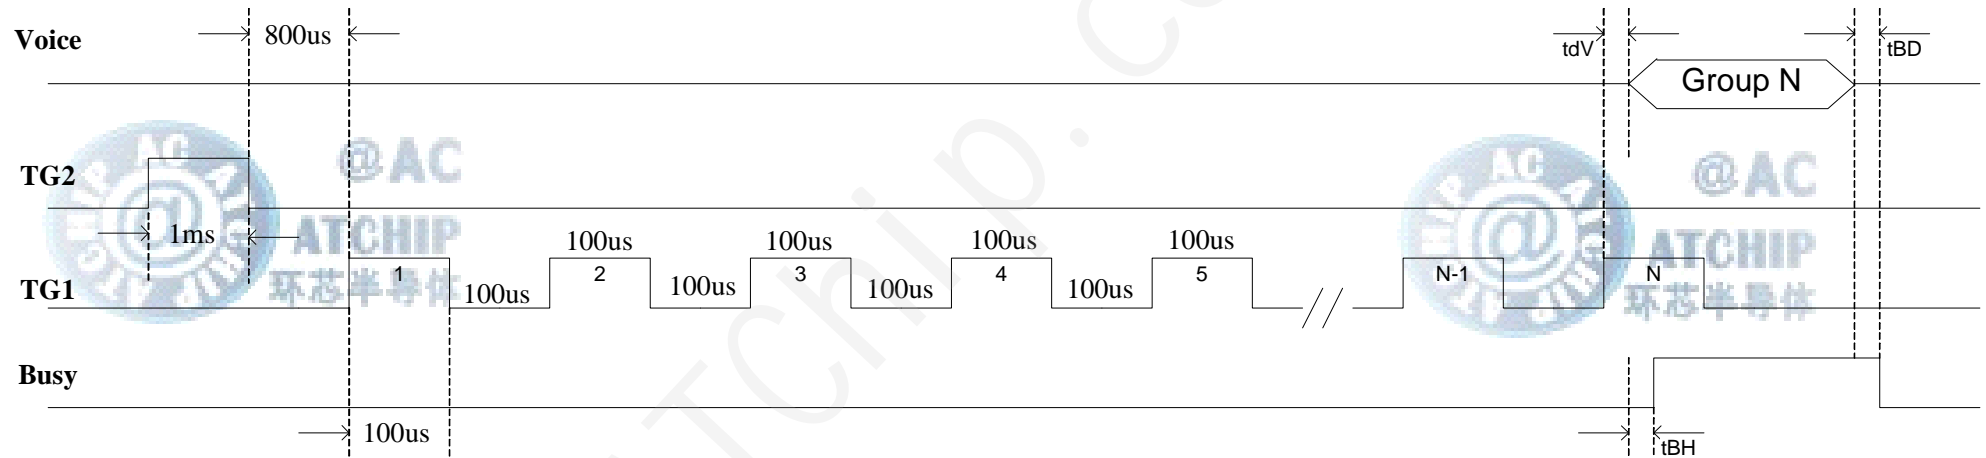 Voice
800us
tdV
tBD
Group N
@AC
ATCHIP
环芯半导体
@AC
ATCHIP
环芯半导体
TG2
1ms
TG1
1
100us
100us
2
100us
100us
3
100us
100us
4
100us
100us
5
N-1
N
Busy
100us
tBH
TChip. co